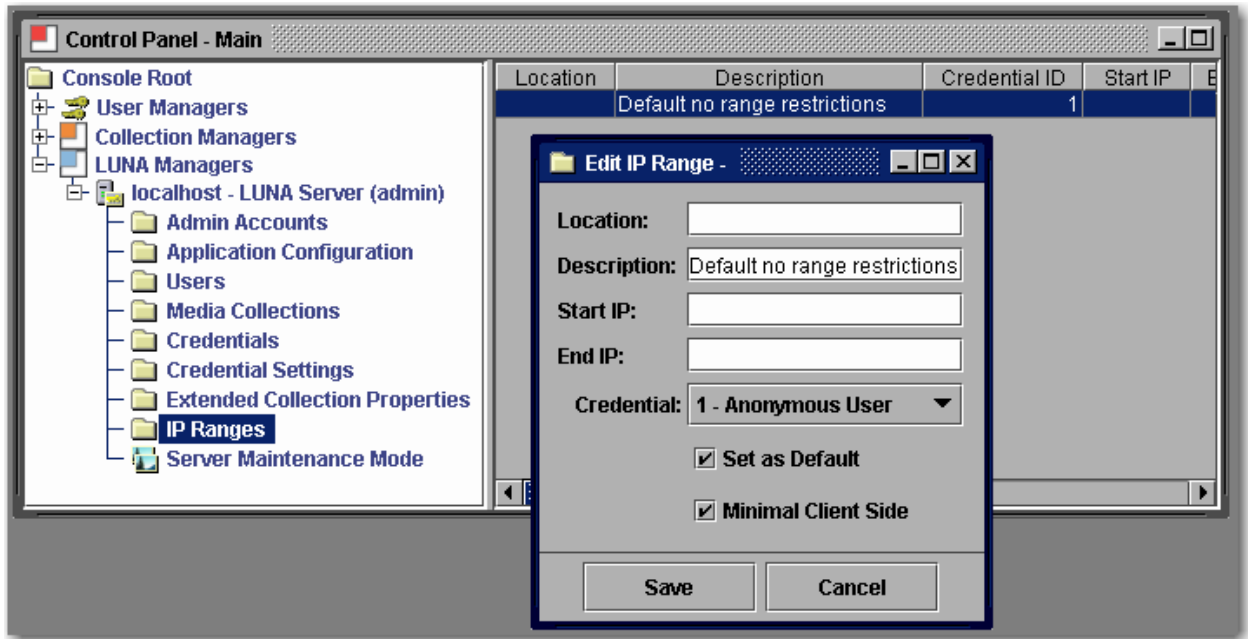 Control Panel - Main
Console Root
User Managers
Collection Managers
LUNA Managers
localhost - LUNA Server (admin)
Admin Accounts
Application Configuration
Users
Media Collections
Credentials
Credential Settings
Extended Collection Properties
IP Ranges
Server Maintenance Mode
Location Description Credential ID Start IP E
Default no range restrictions 1
Edit IP Range -
Location:
Description: Default no range restrictions
Start IP:
End IP:
Credential: 1 - Anonymous User
Set as Default
Minimal Client Side
Save Cancel